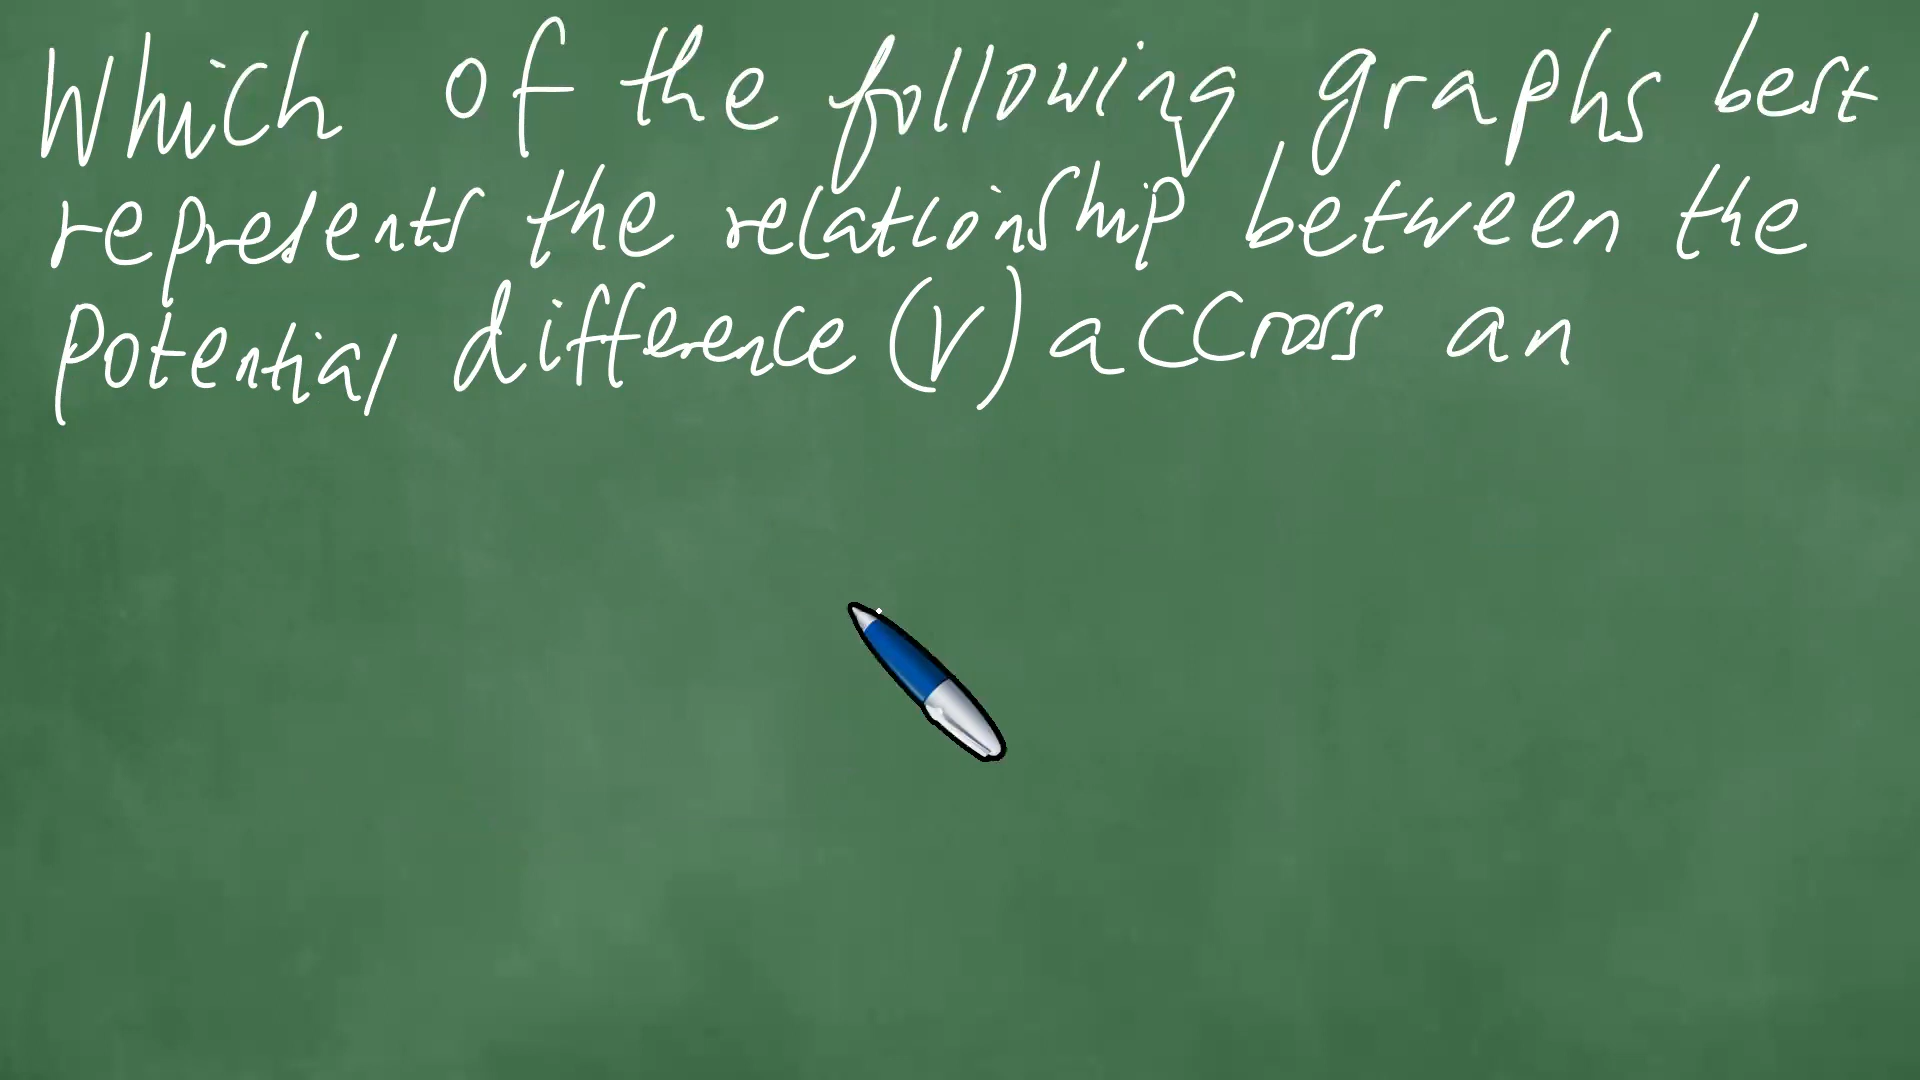 Which of the following graphs best
represents the relationship between the
potential difference (V) accross an